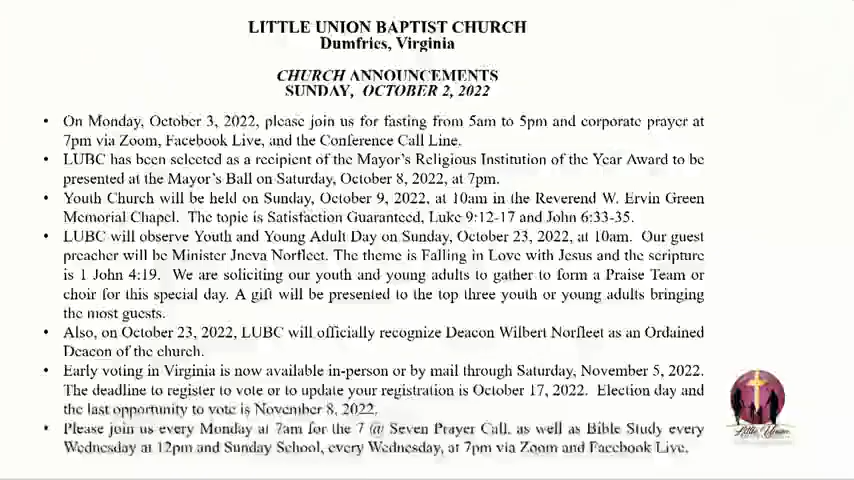 LITTLE UNION BAPTIST CHURCH
Dumfries, Virginia
CHURCH ANNOUNCEMENTS
SUNDAY, OCTOBER 2, 2022
• On Monday, October 3, 2022, please join us for fasting from 5am to 5pm and corporate prayer at
7pm via Zoom, Facebook Live, and the Conference Call Line.
• LUBC has been selected as a recipient of the Mayor's Religious Institution of the Year Award to be
presented at the Mayor's Ball on Saturday, October 8, 2022, at 7pm.
• Youth Church will be held on Sunday, October 9, 2022, at 10am in the Reverend W. Ervin Green
Memorial Chapel. The topic is Satisfaction Guaranteed, Luke 9:12-17 and John 6:33-35.
• LUBC will observe Youth and Young Adult Day on Sunday, October 23, 2022, at 10am. Our guest
preacher will be Minister Jneva Norfleet. The theme is Falling in Love with Jesus and the scripture
is 1 John 4:19. We are soliciting our youth and young adults to gather to form a Praise Team or
choir for this special day. A gift will be presented to the top three youth or young adults bringing
the most guests.
• Also, on October 23, 2022, LUBC will officially recognize Deacon Wilbert Norfleet as an Ordained
Deacon of the church.
• Early voting in Virginia is now available in-person or by mail through Saturday, November 5, 2022.
The deadline to register to vote or to update your registration is October 17, 2022. Election day and
the last opportunity to vote is November 8, 2022.
• Please join us every Monday at 7am for the 7 @ Seven Prayer Call, as well as Bible Study every
Wednesday at 12pm and Sunday School, every Wednesday, at 7pm via Zoom and Facebook Live.
Little Union